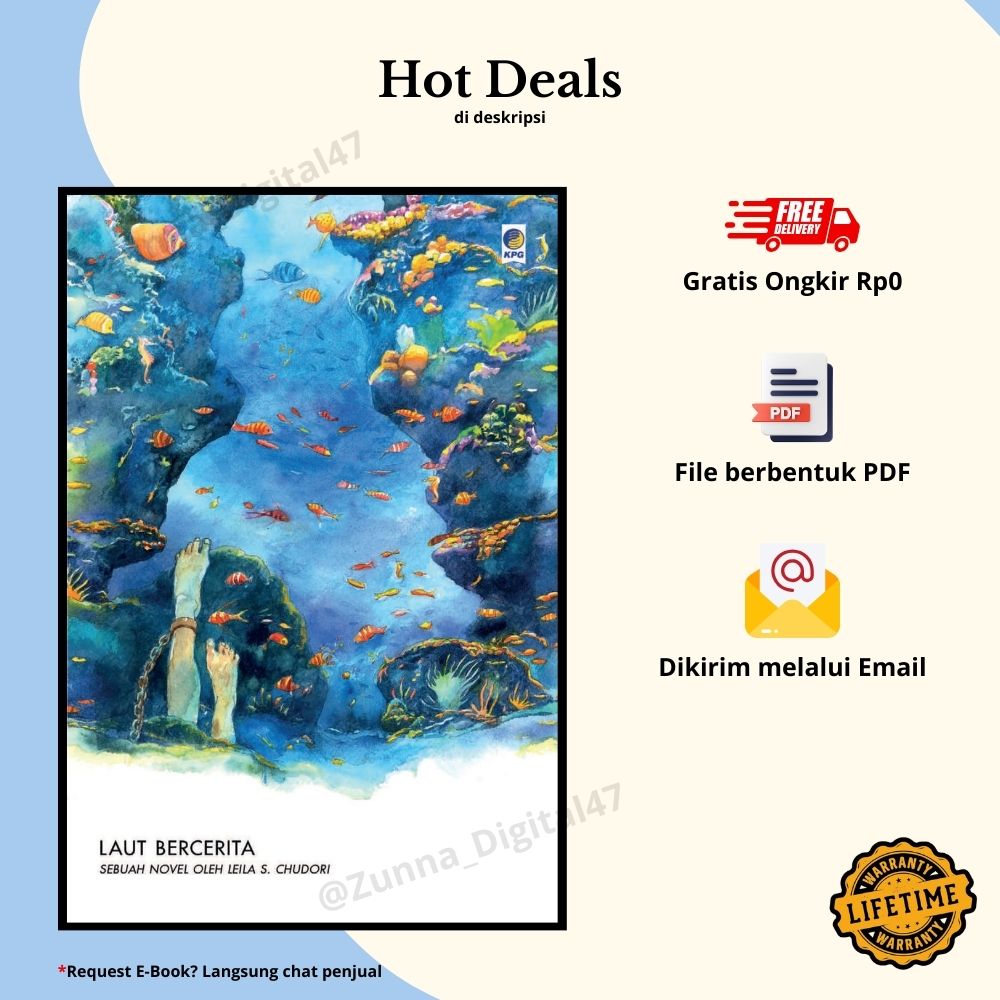 Hot Deals
di deskripsi
KPG
FREE
DELIVERY
Gratis Ongkir Rp0
PDF
File berbentuk PDF
@
Dikirim melalui Email
LAUT BERCERITA
SEBUAH NOVEL OLEH LEILA S. CHUDORI
@Zunna_Digital47
WARRANTY
LIFETIME
WARRANTY
*Request E-Book? Langsung chat penjual